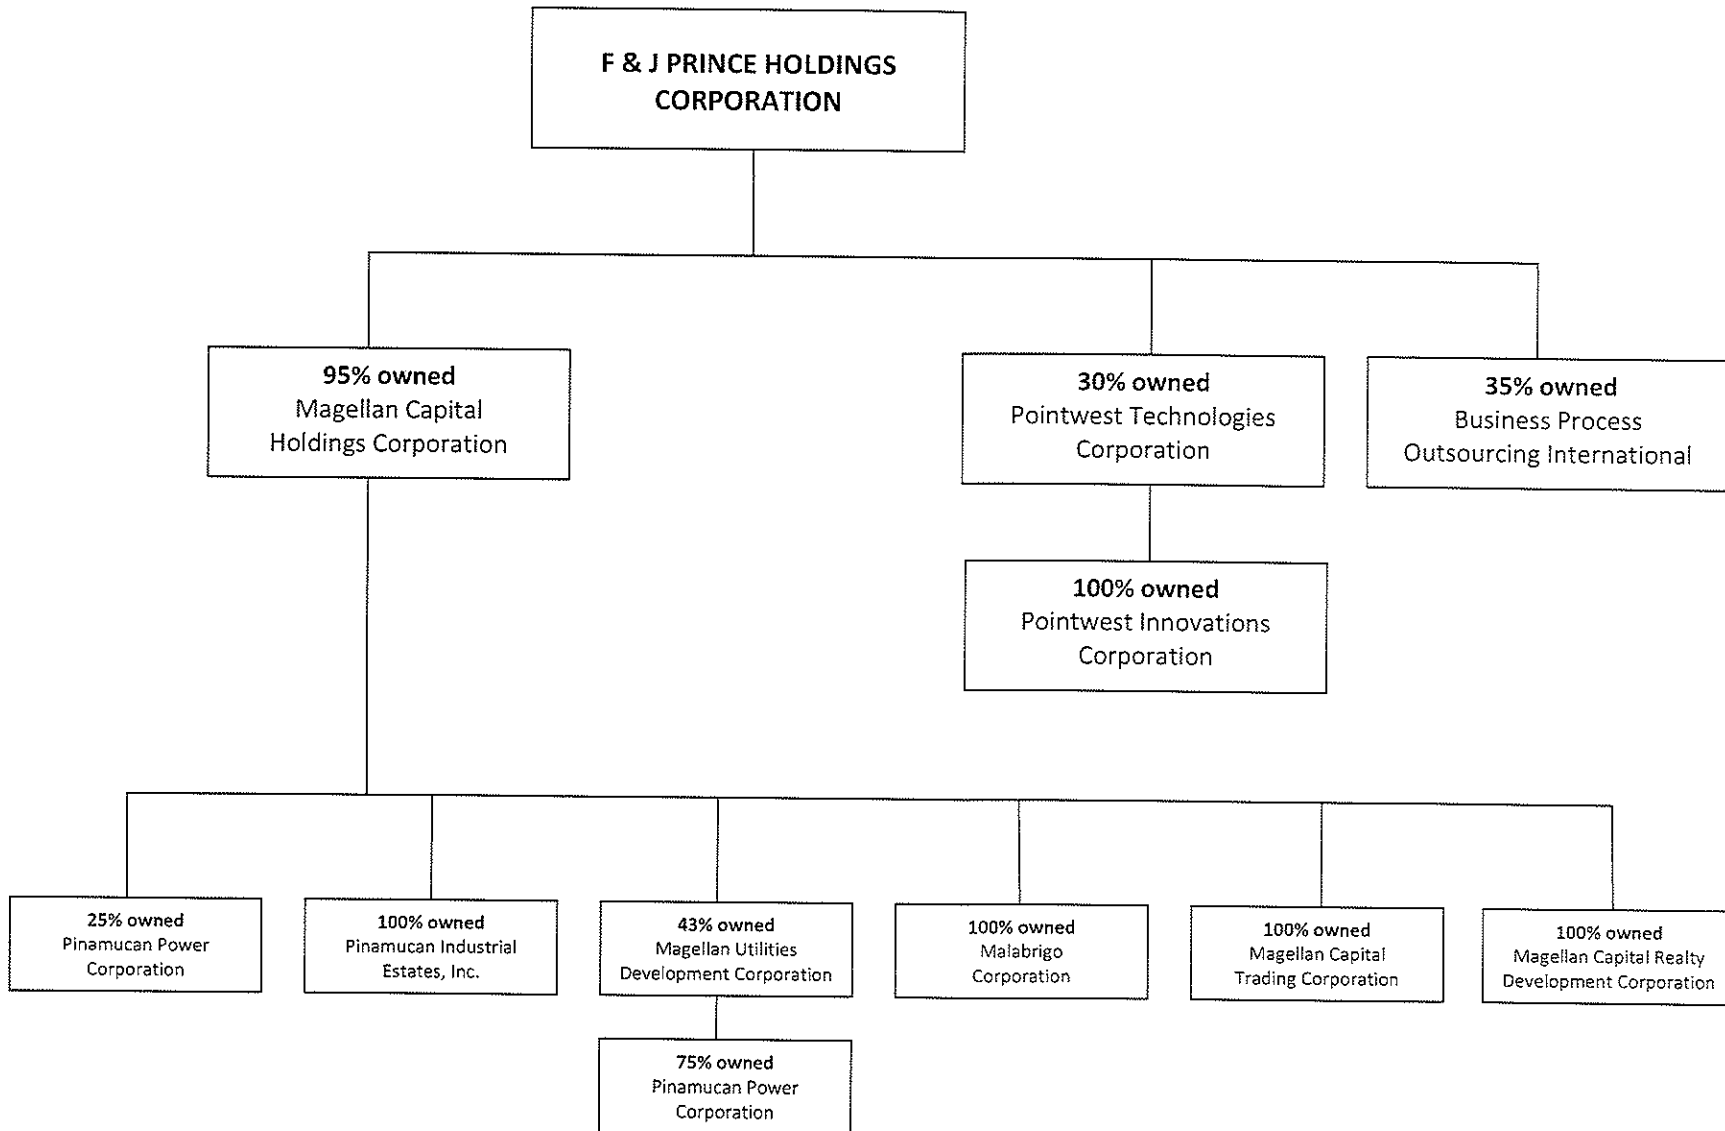 F & J PRINCE HOLDINGS
CORPORATION
95% owned
Magellan Capital
Holdings Corporation
30% owned
Pointwest Technologies
Corporation
35% owned
Business Process
Outsourcing International
100% owned
Pointwest Innovations
Corporation
25% owned
Pinamucan Power
Corporation
100% owned
Pinamucan Industrial
Estates, Inc.
43% owned
Magellan Utilities
Development Corporation
100% owned
Malabrigo
Corporation
100% owned
Magellan Capital
Trading Corporation
100% owned
Magellan Capital Realty
Development Corporation
75% owned
Pinamucan Power
Corporation